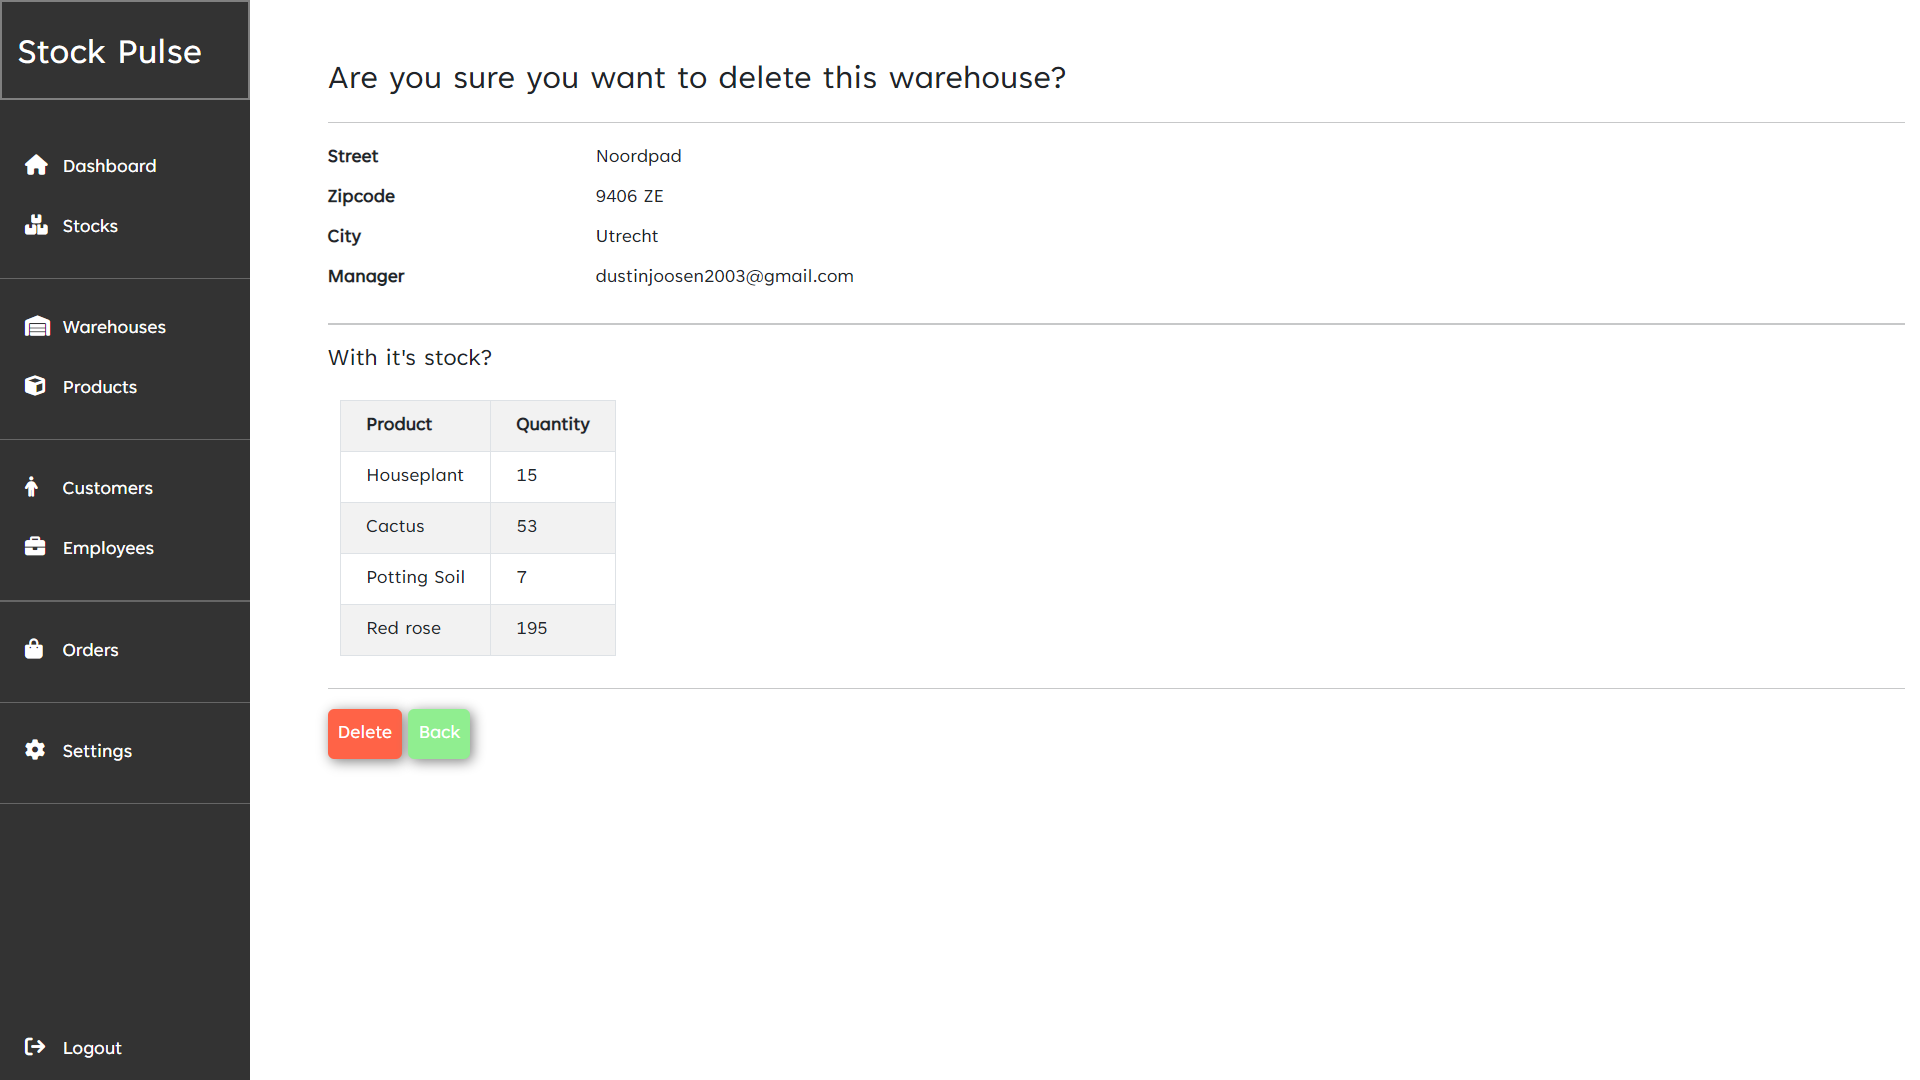 Stock Pulse
Dashboard
Stocks
Warehouses
Products
Customers
Employees
Orders
Settings
Logout
Are you sure you want to delete this warehouse?
Street Noordpad
Zipcode 9406 ZE
City Utrecht
Manager dustinjoosen2003@gmail.com
With it's stock?
Product Quantity
Houseplant 15
Cactus 53
Potting Soil 7
Red rose 195
Delete Back